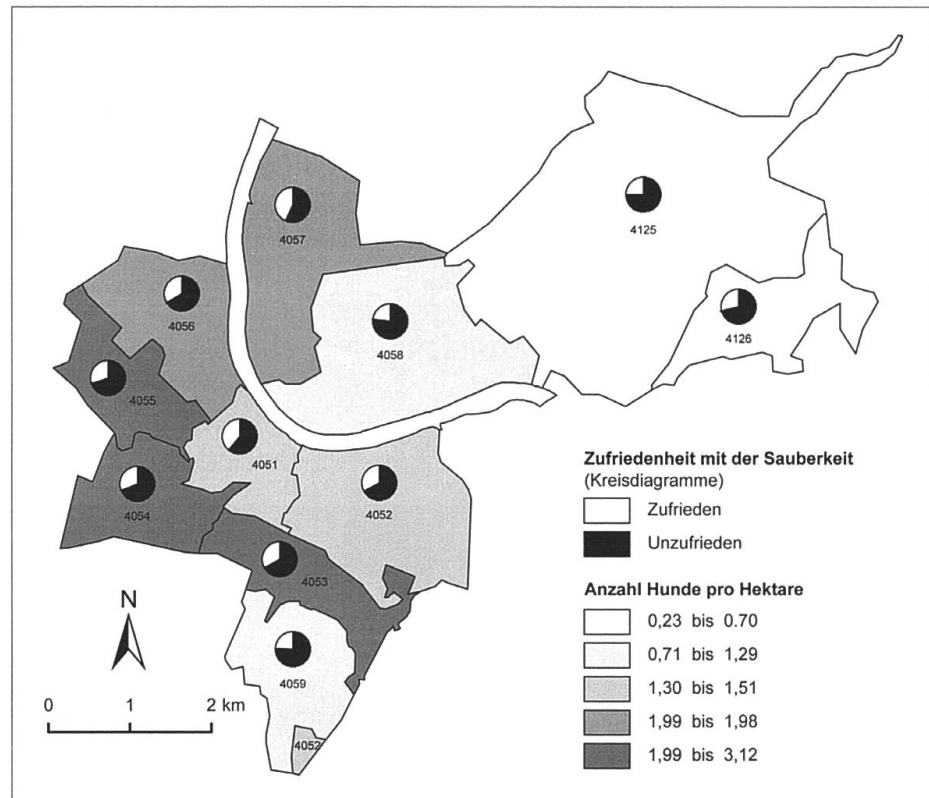 4057
4125
4056
4058
4126
4055
4051
4054
4052
4053
4059
4052
N
0 1 2 km
Zufriedenheit mit der Sauberkeit
(Kreisdiagramme)
Zufrieden
Unzufrieden
Anzahl Hunde pro Hektare
0,23 bis 0.70
0,71 bis 1,29
1,30 bis 1,51
1,99 bis 1,98
1,99 bis 3,12